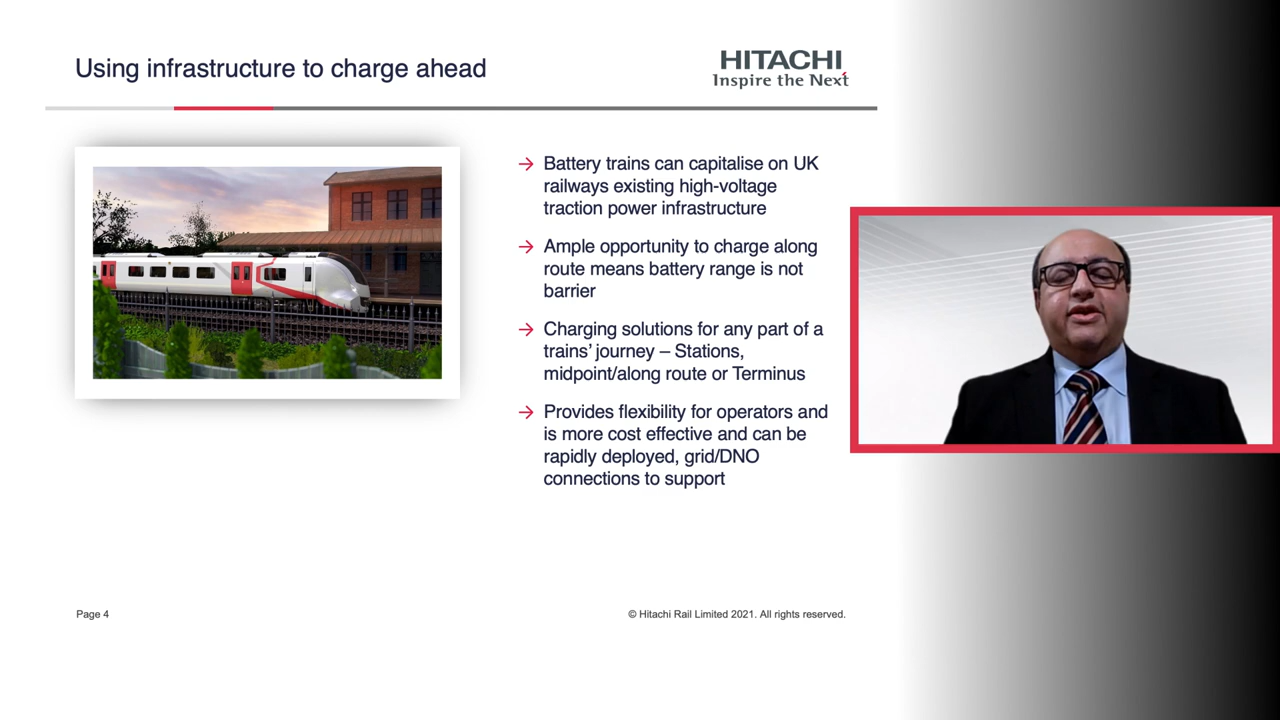 Using infrastructure to charge ahead
HITACHI
Inspire the Next
→ Battery trains can capitalise on UK
railways existing high-voltage
traction power infrastructure
→ Ample opportunity to charge along
route means battery range is not
barrier
→ Charging solutions for any part of a
trains’ journey – Stations,
midpoint/along route or Terminus
→ Provides flexibility for operators and
is more cost effective and can be
rapidly deployed, grid/DNO
connections to support
Page 4
© Hitachi Rail Limited 2021. All rights reserved.